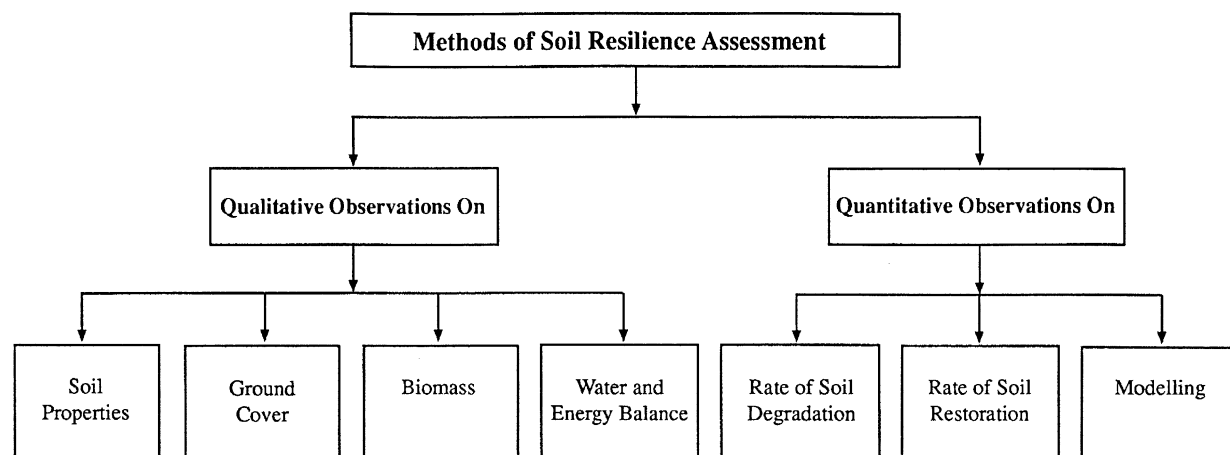 Methods of Soil Resilience Assessment
Qualitative Observations On
Quantitative Observations On
Soil
Properties
Ground
Cover
Biomass
Water and
Energy Balance
Rate of Soil
Degradation
Rate of Soil
Restoration
Modelling